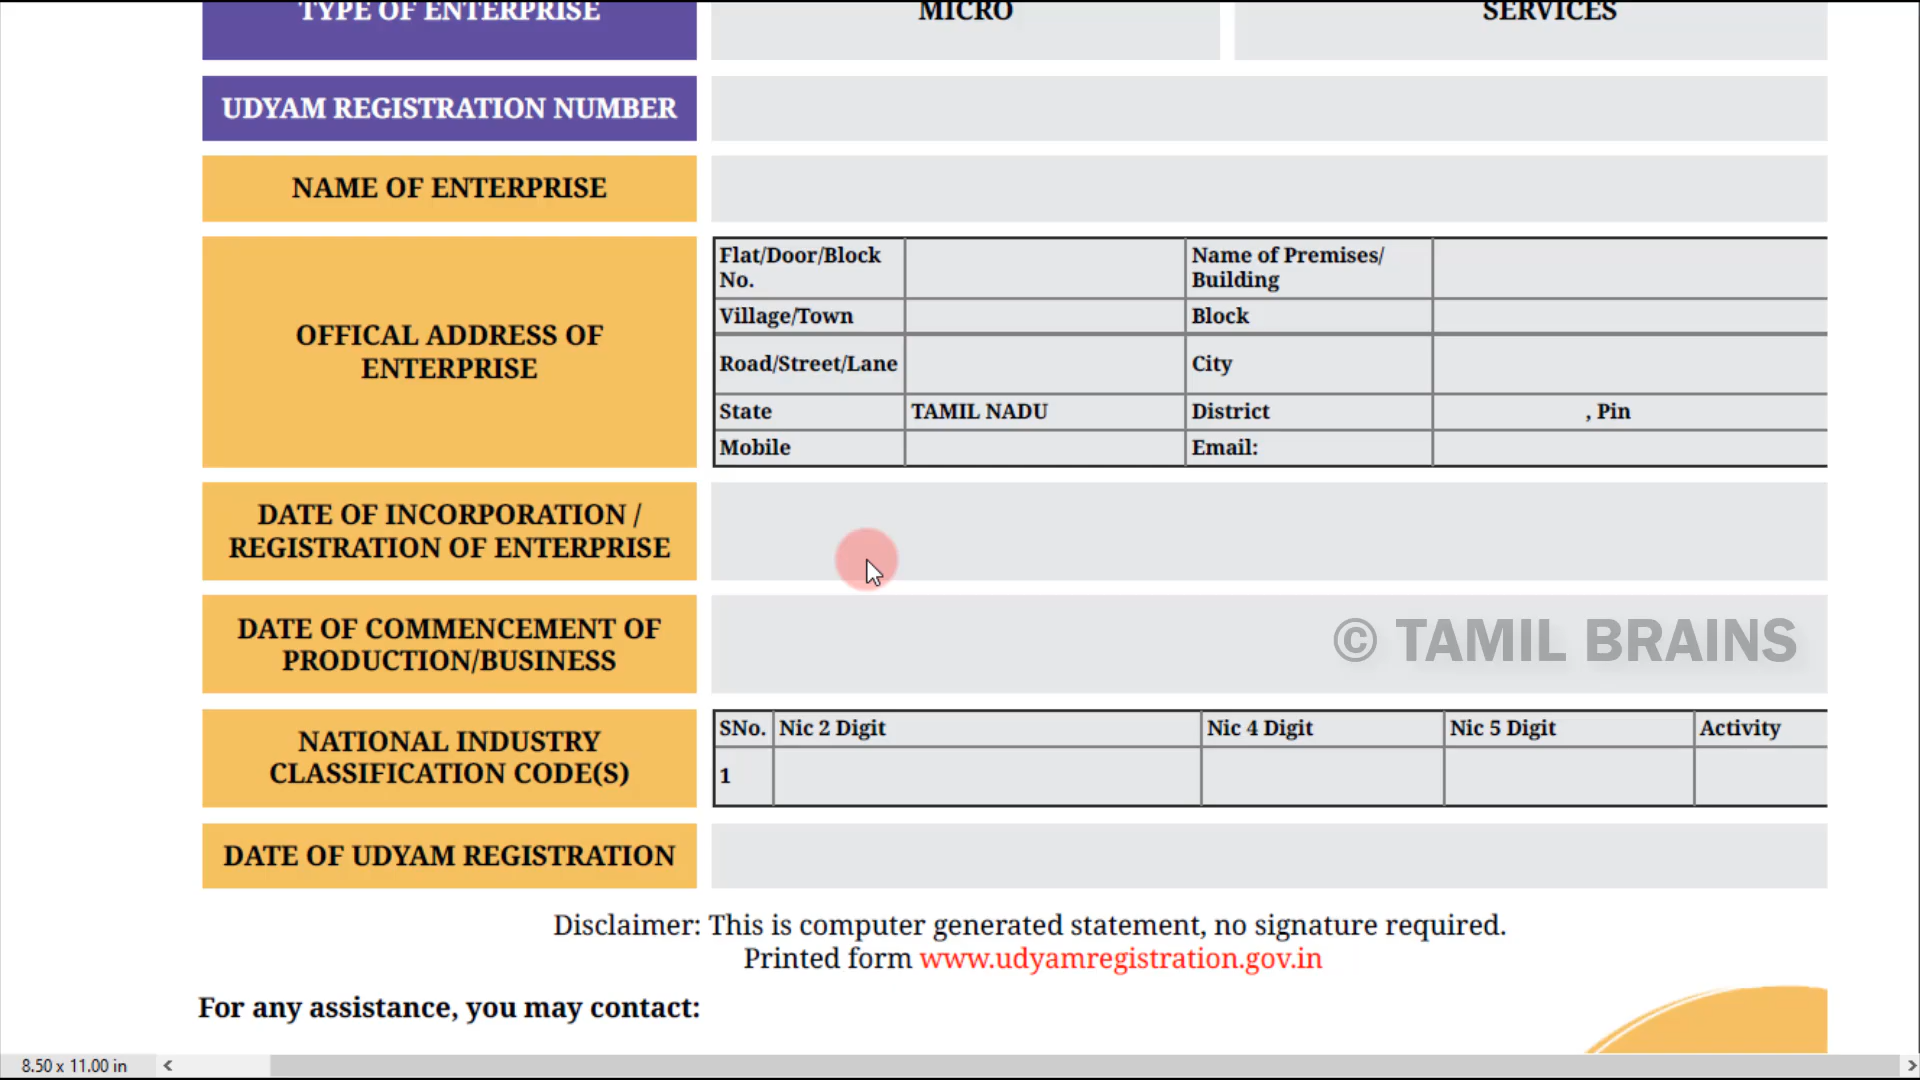 TYPE OF ENTERPRISE MICRO SERVICES
UDYAM REGISTRATION NUMBER
NAME OF ENTERPRISE
OFFICAL ADDRESS OF
ENTERPRISE
Flat/Door/Block
No.
Name of Premises/
Building
Village/Town Block
Road/Street/Lane City
State TAMIL NADU District , Pin
Mobile Email:
DATE OF INCORPORATION /
REGISTRATION OF ENTERPRISE
DATE OF COMMENCEMENT OF
PRODUCTION/BUSINESS
© TAMIL BRAINS
NATIONAL INDUSTRY
CLASSIFICATION CODE(S)
SNo. Nic 2 Digit Nic 4 Digit Nic 5 Digit Activity
1
DATE OF UDYAM REGISTRATION
Disclaimer: This is computer generated statement, no signature required.
Printed form www.udyamregistration.gov.in
For any assistance, you may contact:
8.50 x 11.00 in